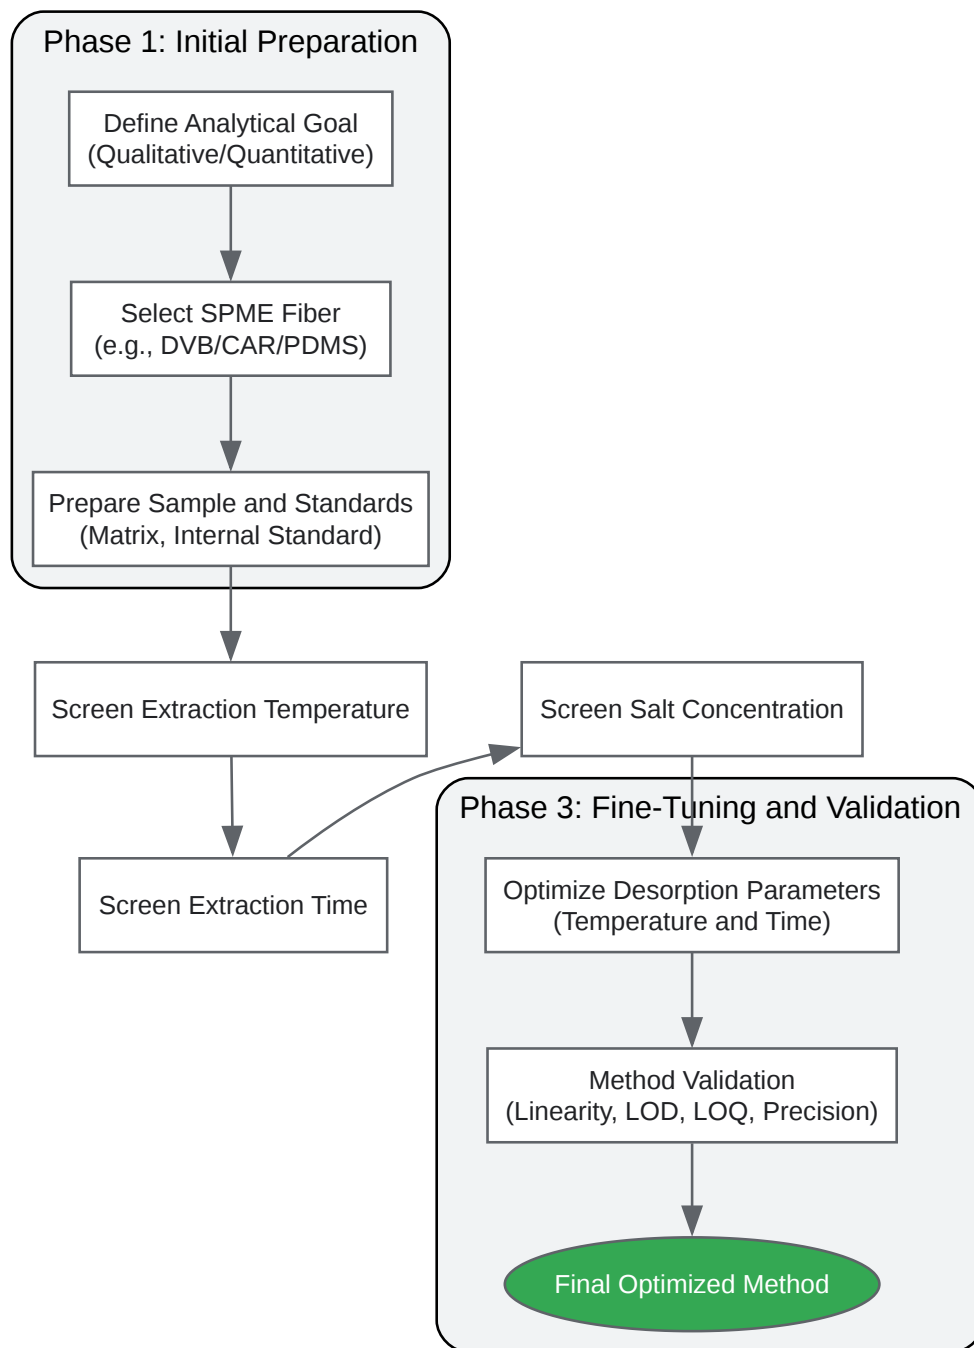 Phase 1: Initial Preparation
Define Analytical Goal
(Qualitative/Quantitative)
Select SPME Fiber
(e.g., DVB/CAR/PDMS)
Prepare Sample and Standards
(Matrix, Internal Standard)
Screen Extraction Temperature
Screen Extraction Time
Screen Salt Concentration
Phase 3: Fine-Tuning and Validation
Optimize Desorption Parameters
(Temperature and Time)
Method Validation
(Linearity, LOD, LOQ, Precision)
Final Optimized Method